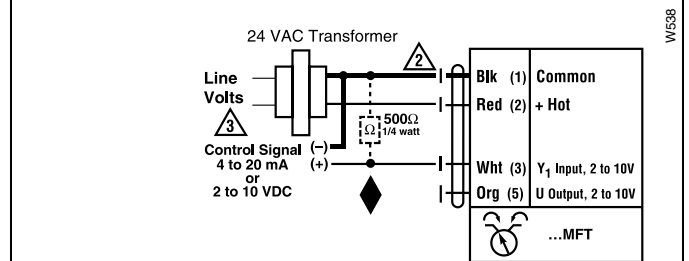 W538
24 VAC Transformer
Line
Volts
2
3
Blk (1) Common
Red (2) + Hot
Ω 500Ω
1/4 watt
Control Signal (–)
4 to 20 mA (+)
or
2 to 10 VDC
Wht (3) Y₁ Input, 2 to 10V
Org (5) U Output, 2 to 10V
...MFT